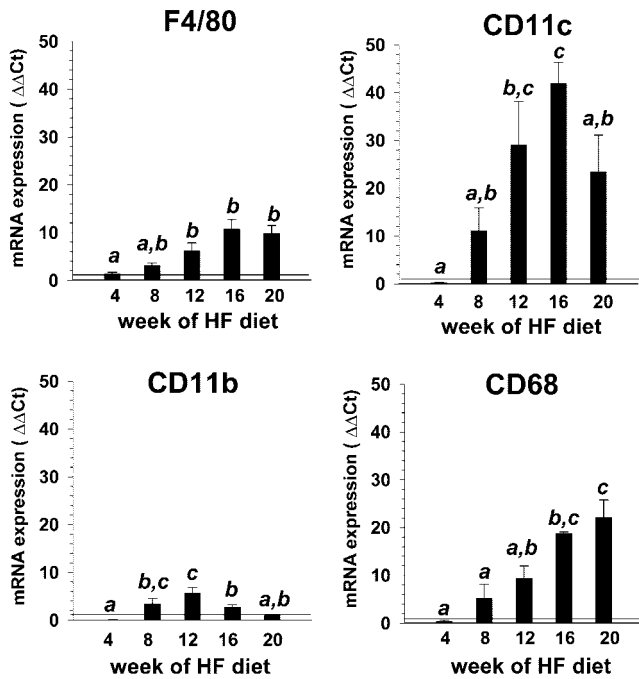 F4/80
mRNA expression ( ΔΔCt)
50
40
30
20
10
0
a
a,b
b
b
b
4 8 12 16 20
week of HF diet
CD11c
mRNA expression ( ΔΔCt)
50
40
30
20
10
0
a
a,b
b,c
c
a,b
4 8 12 16 20
week of HF diet
CD11b
mRNA expression ( ΔΔCt)
50
40
30
20
10
0
a
b,c
c
b
a,b
4 8 12 16 20
week of HF diet
CD68
mRNA expression ( ΔΔCt)
50
40
30
20
10
0
a
a
a,b
b,c
c
4 8 12 16 20
week of HF diet